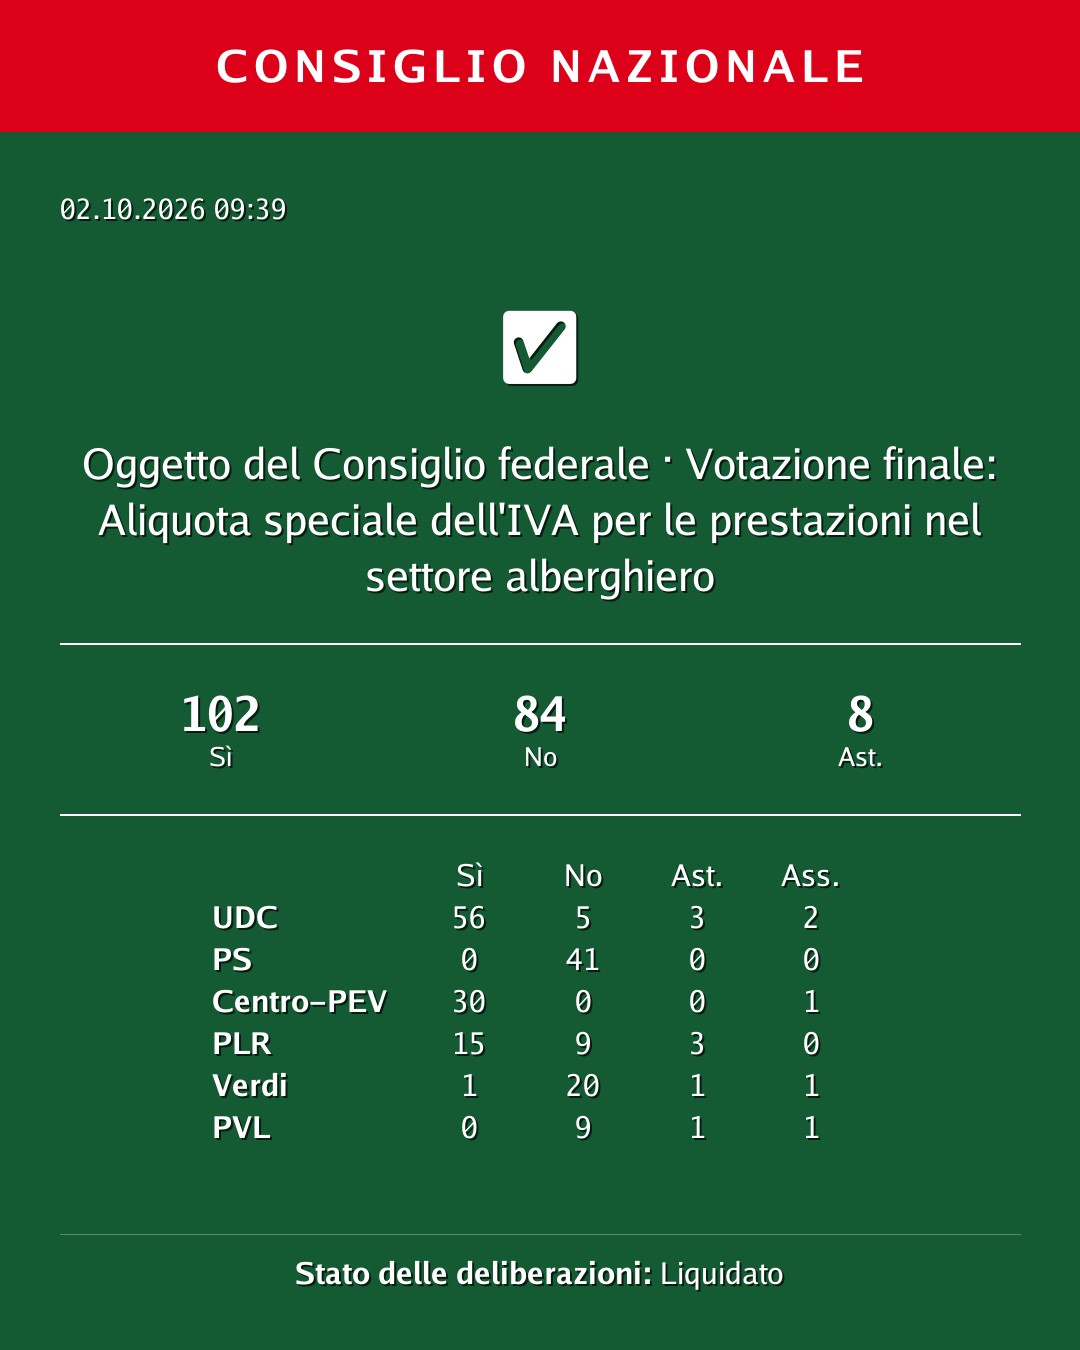 CONSIGLIO NAZIONALE
02.10.2026 09:39
Oggetto del Consiglio federale · Votazione finale:
Aliquota speciale dell'IVA per le prestazioni nel
settore alberghiero
102 84 8
Sì No Ast.
Sì No Ast. Ass.
UDC 56 5 3 2
PS 0 41 0 0
Centro-PEV 30 0 0 1
PLR 15 9 3 0
Verdi 1 20 1 1
PVL 0 9 1 1
Stato delle deliberazioni: Liquidato